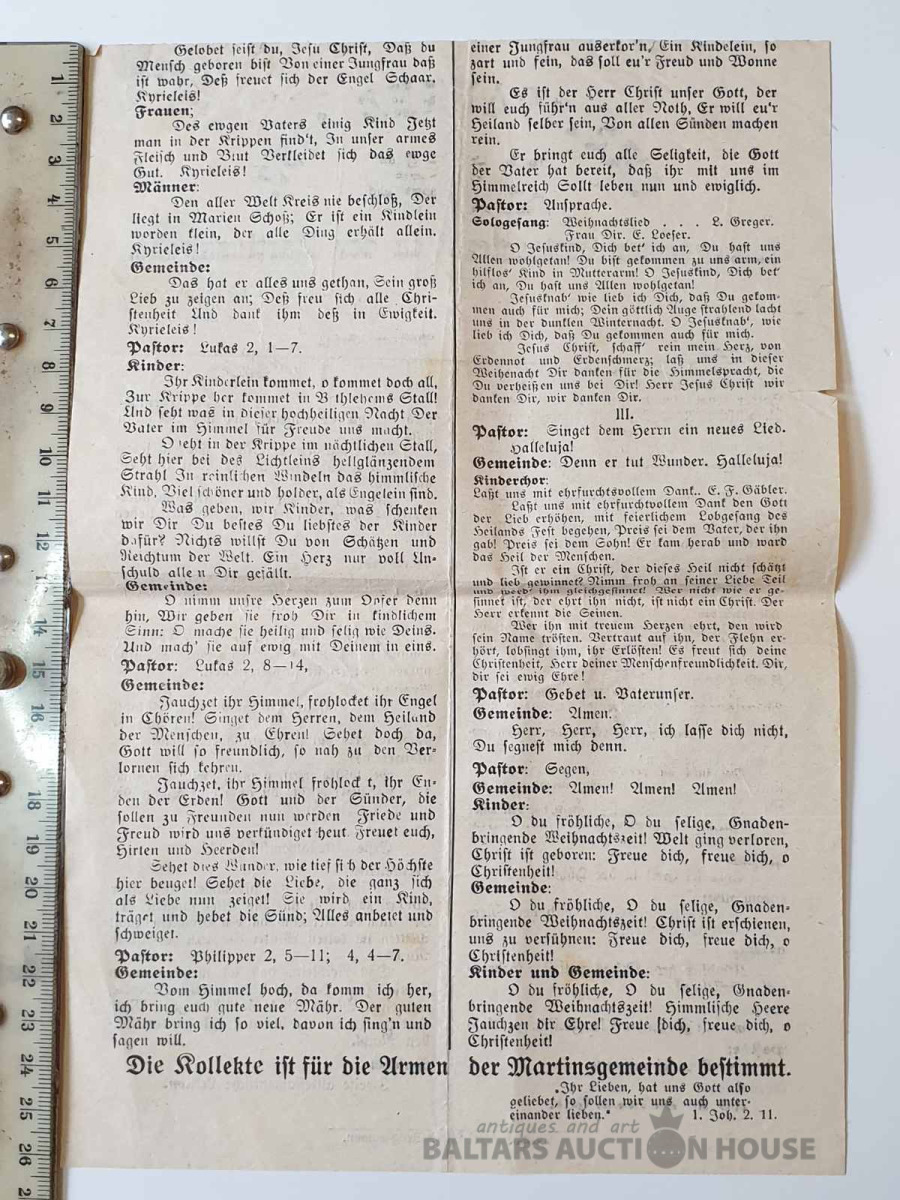 Gelobet seist du, Jesu Christ, Daß du
Mensch geboren bist Von einer Jungfrau daß
ist wahr, Deß freuet sich der Engel Schaar.
Kyrieleis!
Frauen;
Des ewgen Vaters einig Kind Jetzt
man in der Krippen find't, In unser armes
Fleisch und Blut Verkleidet sich das ewge
Gut. Kyrieleis!
Männer:
Den aller Welt Kreis nie beschloß, Der
liegt in Marien Schoß; Er ist ein Kindlein
worden klein, der alle Ding erhält allein.
Kyrieleis!
Gemeinde:
Das hat er alles uns gethan, Sein groß
Lieb zu zeigen an; Deß freu sich alle Chri-
stenheit Und dank ihm deß in Ewigkeit.
Kyrieleis!
Pastor: Lukas 2, 1—7.
Kinder:
Ihr Kinderlein kommet, o kommet doch all,
Zur Krippe her kommet in B thlehems Stall!
Und seht was in dieser hochheiligen Nacht Der
Vater im Himmel für Freude uns macht.
O seht in der Krippe im nächtlichen Stall,
Seht hier bei des Lichtleins hellglänzendem
Strahl In reinlichen Windeln das himmlische
Kind, Viel schöner und holder, als Engelein sind.
Was geben, wir Kinder, was schenken
wir Dir Du bestes Du liebstes der Kinder
dafür? Nichts willst Du von Schätzen und
Reichtum der Welt. Ein Herz nur voll Un-
schuld allein Dir gefällt.
Gemeinde:
O nimm unsre Herzen zum Opfer denn
hin, Wir geben sie froh Dir in kindlichem
Sinn: O mache sie heilig und selig wie Deins.
Und mach' sie auf ewig mit Deinem in eins.
Pastor: Lukas 2, 8—14,
Gemeinde:
Jauchzet ihr Himmel, frohlocket ihr Engel
in Chören! Singet dem Herren, dem Heiland
der Menschen, zu Ehren! Sehet doch da,
Gott will so freundlich, so nah zu den Ver-
lornen sich kehren.
Jauchzet, ihr Himmel frohlock t, ihr En-
den der Erden! Gott und der Sünder, die
sollen zu Freunden nun werden Friede und
Freud wird uns verkündiget heut Freuet euch,
Hirten und Heerden!
Sehet dies Wunder, wie tief sich der Höchste
hier beuget! Sehet die Liebe, die ganz sich
als Liebe nun zeiget! Sie wird ein Kind,
träget und hebet die Sünd; Alles anbetet und
schweiget.
Pastor: Philipper 2, 5—11; 4, 4—7.
Gemeinde:
Vom Himmel hoch, da komm ich her,
ich bring euch gute neue Mähr. Der guten
Mähr bring ich so viel, davon ich sing'n und
sagen will.
einer Jungfrau auserkor'n, Ein Kindelein, so
zart und fein, das soll eu'r Freud und Wonne
sein.
Es ist der Herr Christ unser Gott, der
will euch führ'n aus aller Noth, Er will eu'r
Heiland selber sein, Von allen Sünden machen
rein.
Er bringt euch alle Seligkeit, die Gott
der Vater hat bereit, daß ihr mit uns im
Himmelreich Sollt leben nun und ewiglich.
Pastor: Ansprache.
Sologesang: Weihnachtslied . . . L. Greger.
Frau Dir. E. Loeser.
O Jesuskind, Dich bet' ich an, Du hast uns
Allen wohlgetan! Du bist gekommen zu uns arm, ein
hilflos' Kind in Mutterarm! O Jesuskind, Dich bet'
ich an, Du hast uns Allen wohlgetan!
Jesusknab' wie lieb ich Dich, daß Du gekom-
men auch für mich; Dein göttlich Auge strahlend lacht
uns in der dunklen Winternacht. O Jesusknab', wie
lieb ich Dich, daß Du gekommen auch für mich.
Jesus Christ, schaff' rein mein Herz, von
Erdennot und Erdenschmerz; laß uns in dieser
Weihenacht Dir danken für die Himmelspracht, die
Du verheißen uns bei Dir! Herr Jesus Christ wir
danken Dir, wir danken Dir.
III.
Pastor: Singet dem Herrn ein neues Lied.
Halleluja!
Gemeinde: Denn er tut Wunder. Halleluja!
Kinderchor:
Laßt uns mit ehrfurchtsvollem Dank.. E. F. Gäbler.
Laßt uns mit ehrfurchtvollem Dank den Gott
der Lieb erhöhen, mit feierlichem Lobgesang des
Heilands Fest begehen, Preis sei dem Vater, der ihn
gab! Preis sei dem Sohn! Er kam herab und ward
das Heil der Menschen.
Ist er ein Christ, der dieses Heil nicht schätzt
und lieb gewinnet? Nimm froh an seiner Liebe Teil
und werd' ihm gleichgesinnet! Wer nicht wie er ge-
sinnet ist, der ehrt ihn nicht, ist nicht ein Christ. Der
Herr erkennt die Seinen.
Wer ihn mit treuem Herzen ehrt, den wird
sein Name trösten. Vertraut auf ihn, der Flehn er-
hört, lobsingt ihm, ihr Erlösten! Es freut sich deine
Christenheit, Herr deiner Menschenfreundlichkeit. Dir,
dir sei ewig Ehre!
Pastor: Gebet u. Vaterunser.
Gemeinde: Amen.
Herr, Herr, Herr, ich lasse dich nicht,
Du segnest mich denn.
Pastor: Segen,
Gemeinde: Amen! Amen! Amen!
Kinder:
O du fröhliche, O du selige, Gnaden-
bringende Weihnachtszeit! Welt ging verloren,
Christ ist geboren: Freue dich, freue dich, o
Christenheit!
Gemeinde:
O du fröhliche, O du selige, Gnaden-
bringende Weihnachtszeit! Christ ist erschienen,
uns zu versühnen: Freue dich, freue dich, o
Christenheit!
Kinder und Gemeinde:
O du fröhliche, O du selige, Gnaden-
bringende Weihnachtszeit! Himmlische Heere
Jauchzen dir Ehre! Freue dich, freue dich, o
Christenheit!
Die Kollekte ist für die Armen der Martinsgemeinde bestimmt.
„Ihr Lieben, hat uns Gott also
geliebet, so sollen wir uns auch unter-
einander lieben." 1. Joh. 2. 11.
antiques and art
BALTARS AUCTION HOUSE
1
2
3
4
5
6
7
8
9
10
11
12
14
15
16
18
19
20
21
22
23
24
25
26